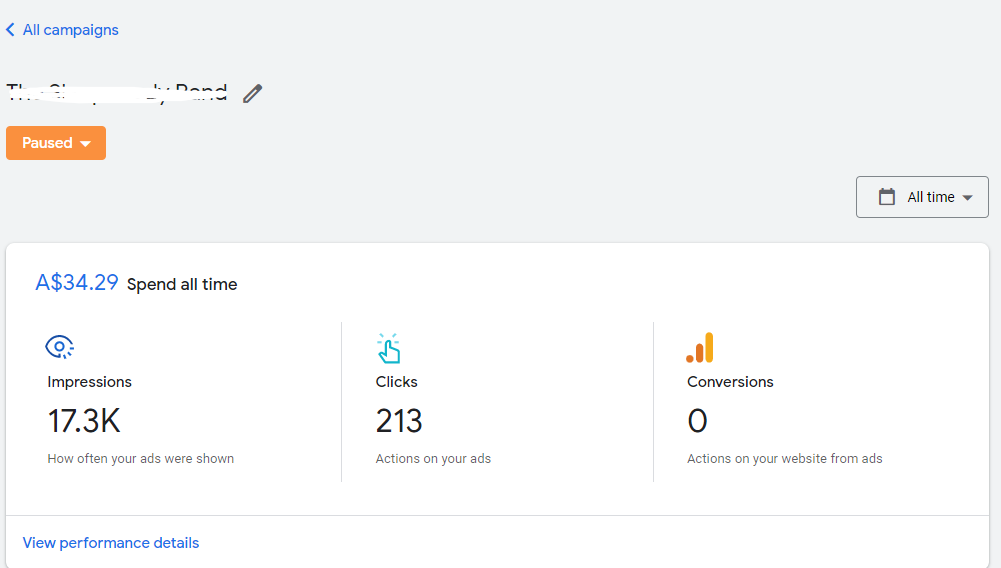 All campaigns
Paused
All time
A$34.29 Spend all time
Impressions
17.3K
How often your ads were shown
Clicks
213
Actions on your ads
Conversions
0
Actions on your website from ads
View performance details